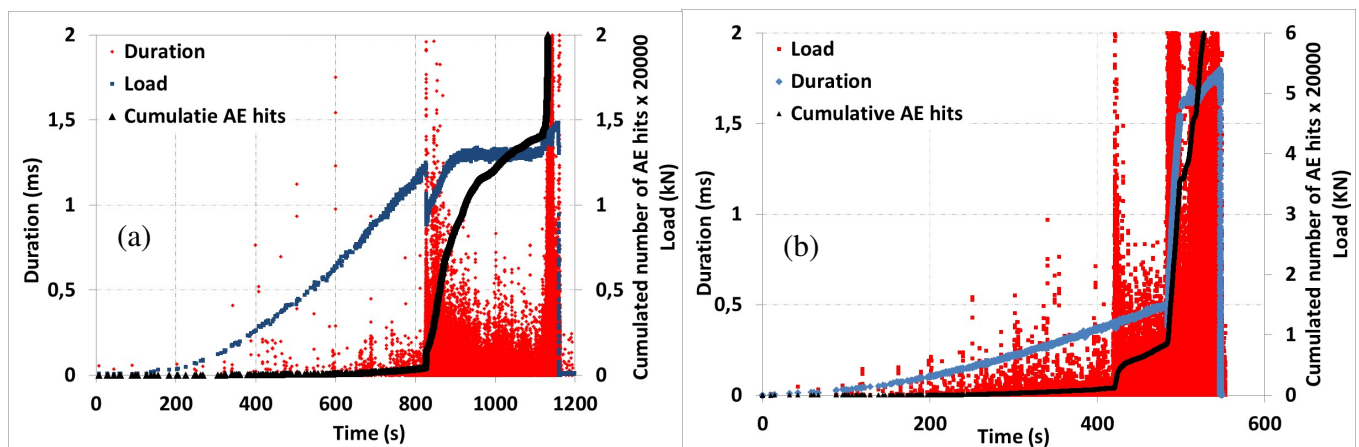 (a)
Duration
Load
Cumulatie AE hits
2
1,5
1
0,5
0
Duration (ms)
0 200 400 600 800 1000 1200
Time (s)
2
1,5
1
0,5
0
Cumulated number of AE hits x 20000
Load (kN)
(b)
Load
Duration
Cumulative AE hits
2
1,5
1
0,5
0
Duration (ms)
0 200 400 600
Time (s)
6
5
4
3
2
1
0
Cumulated number of AE hits x 20000
Load (KN)